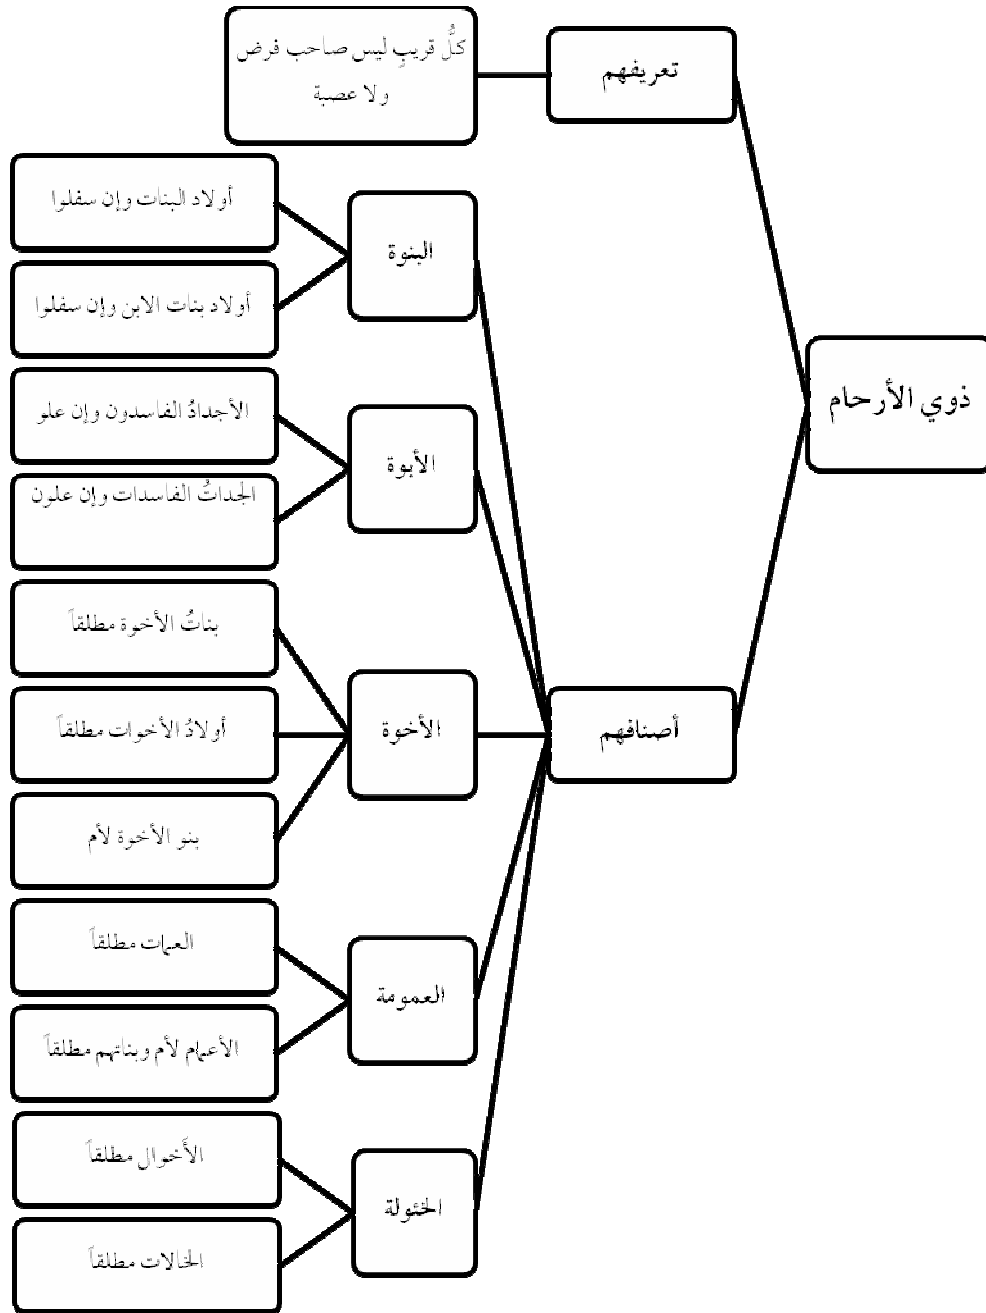 ذوي الأرحام
تعريفهم
كلُّ قريبٍ ليس صاحب فرض
ولا عصبة
أصنافهم
البنوة
أولاد البنات وإن سفلوا
أولاد بنات الابن وإن سفلوا
الأبوة
الأجدادُ الفاسدون وإن علو
الجداتُ الفاسدات وإن علون
الأخوة
بناتُ الأخوة مطلقاً
أولادُ الأخوات مطلقاً
بنو الأخوة لأم
العمومة
العمات مطلقاً
الأعمام لأم وبناتهم مطلقاً
الخئولة
الأَخوال مطلقاً
الخالات مطلقاً